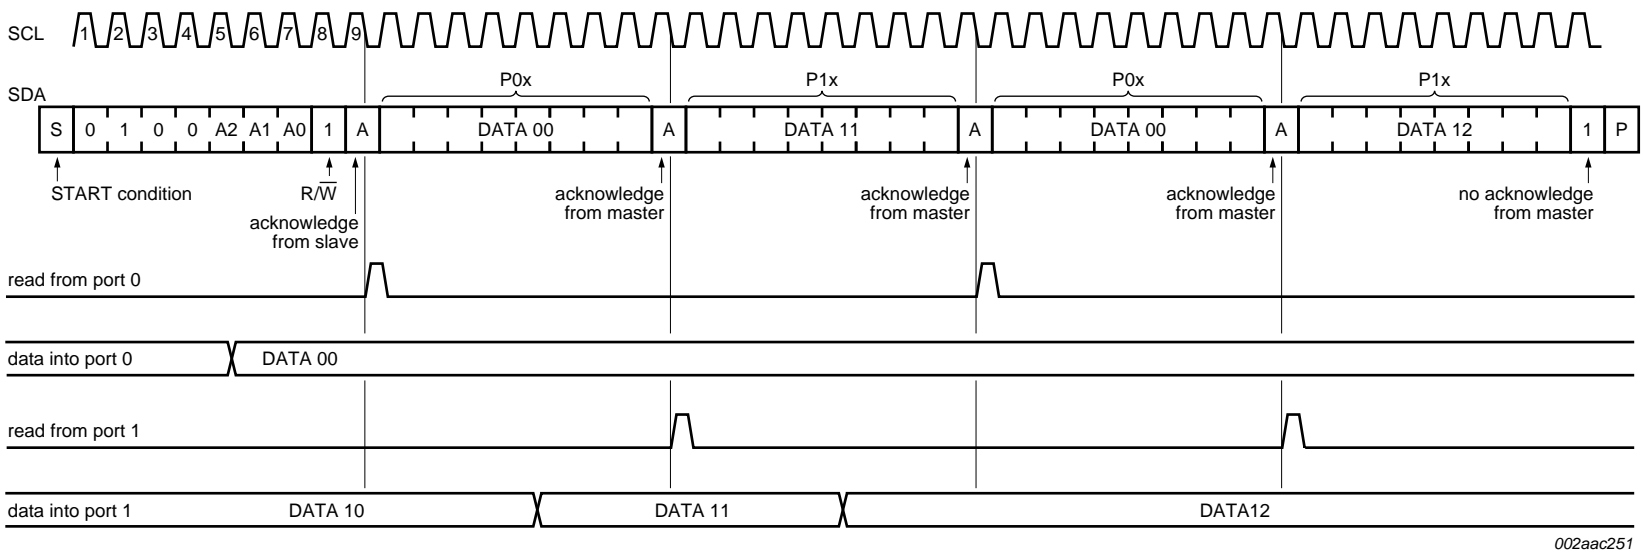 SCL 1 2 3 4 5 6 7 8 9
P0x P1x P0x P1x
SDA
S 0 1 0 0 A2 A1 A0 1 A DATA 00 A DATA 11 A DATA 00 A DATA 12 1 P
START condition R/W acknowledge from master acknowledge from master acknowledge from master no acknowledge from master
acknowledge
from slave
read from port 0
data into port 0 DATA 00
read from port 1
data into port 1 DATA 10 DATA 11 DATA12
002aac251